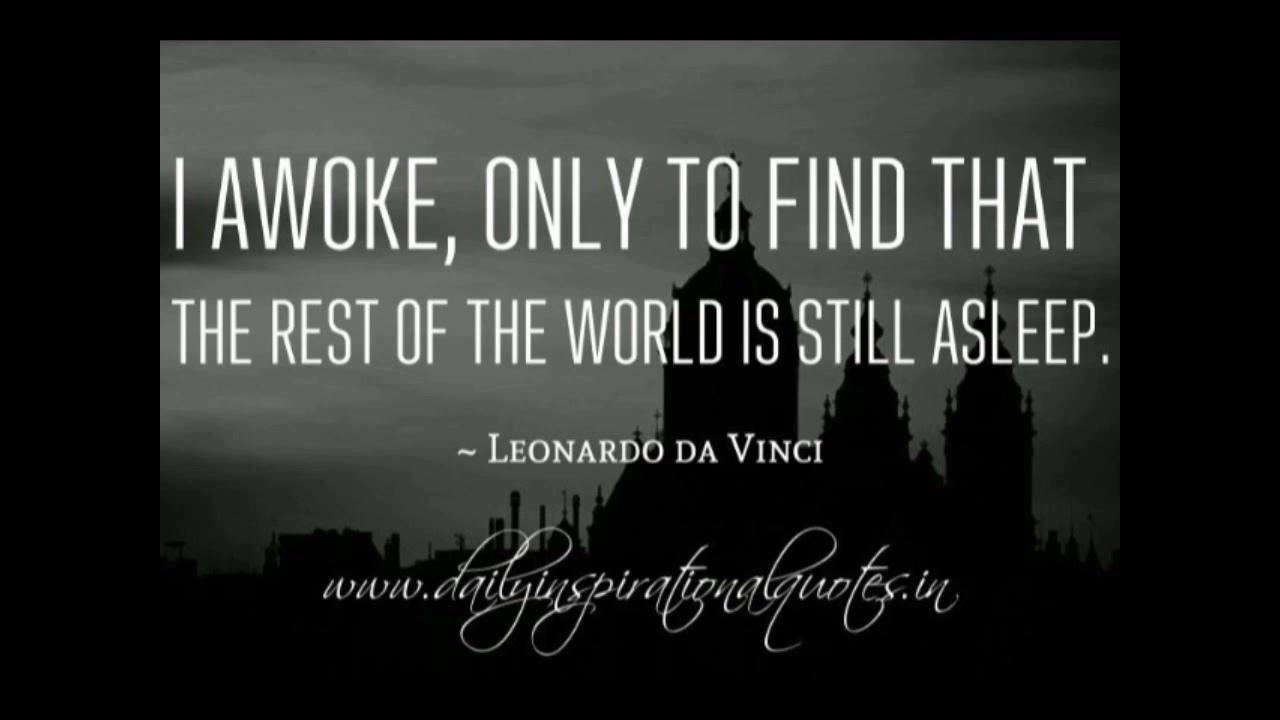 I AWOKE, ONLY TO FIND THAT
THE REST OF THE WORLD IS STILL ASLEEP.
~ LEONARDO DA VINCI
www.dailyinspirationalquotes.in